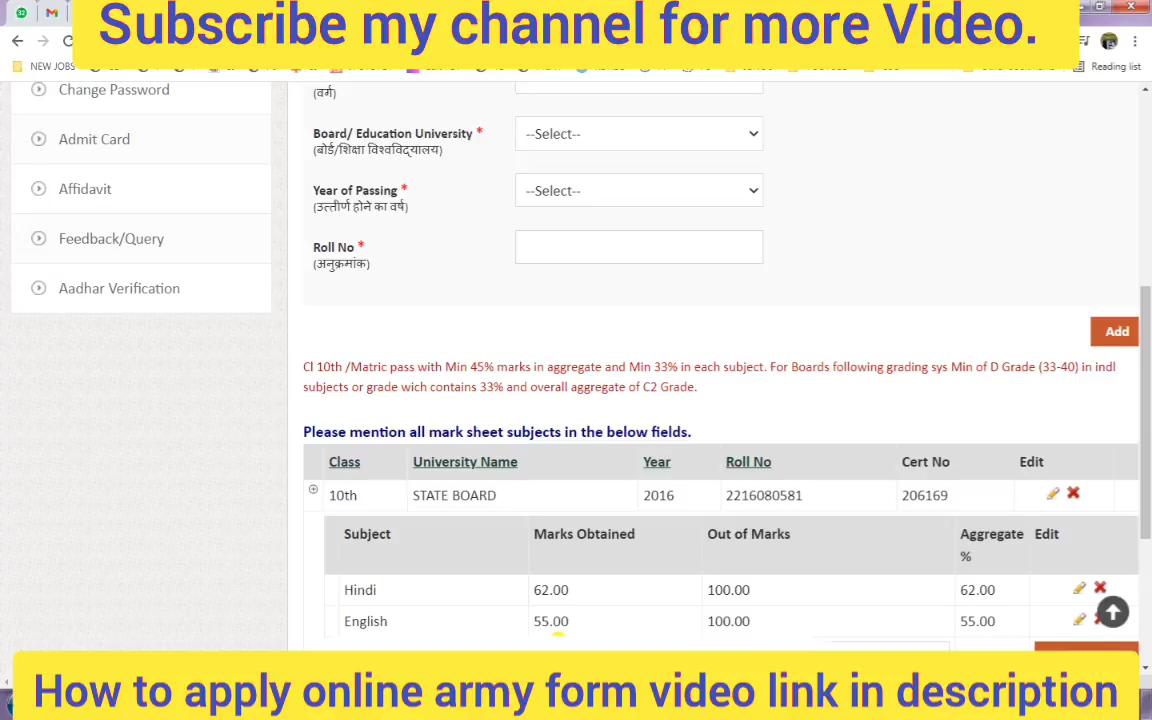 Subscribe my channel for more Video.
NEW JOBS
Reading list
Change Password
Admit Card
Affidavit
Feedback/Query
Aadhar Verification
(वर्ग)
Board/ Education University *
--Select--
(बोर्ड/शिक्षा विश्वविद्यालय)
Year of Passing *
--Select--
(उत्तीर्ण होने का वर्ष)
Roll No *
(अनुक्रमांक)
Add
Cl 10th /Matric pass with Min 45% marks in aggregate and Min 33% in each subject. For Boards following grading sys Min of D Grade (33-40) in indl
subjects or grade wich contains 33% and overall aggregate of C2 Grade.
Please mention all mark sheet subjects in the below fields.
Class University Name Year Roll No Cert No Edit
10th STATE BOARD 2016 2216080581 206169
Subject Marks Obtained Out of Marks Aggregate Edit
%
Hindi 62.00 100.00 62.00
English 55.00 100.00 55.00
How to apply online army form video link in description